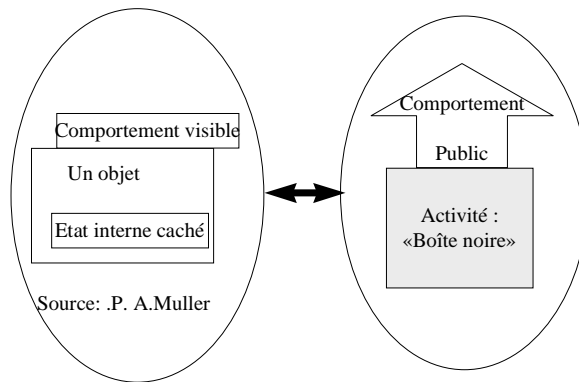 Comportement visible
Un objet
Etat interne caché
Source: .P. A.Muller
Comportement
Public
Activité :
«Boîte noire»